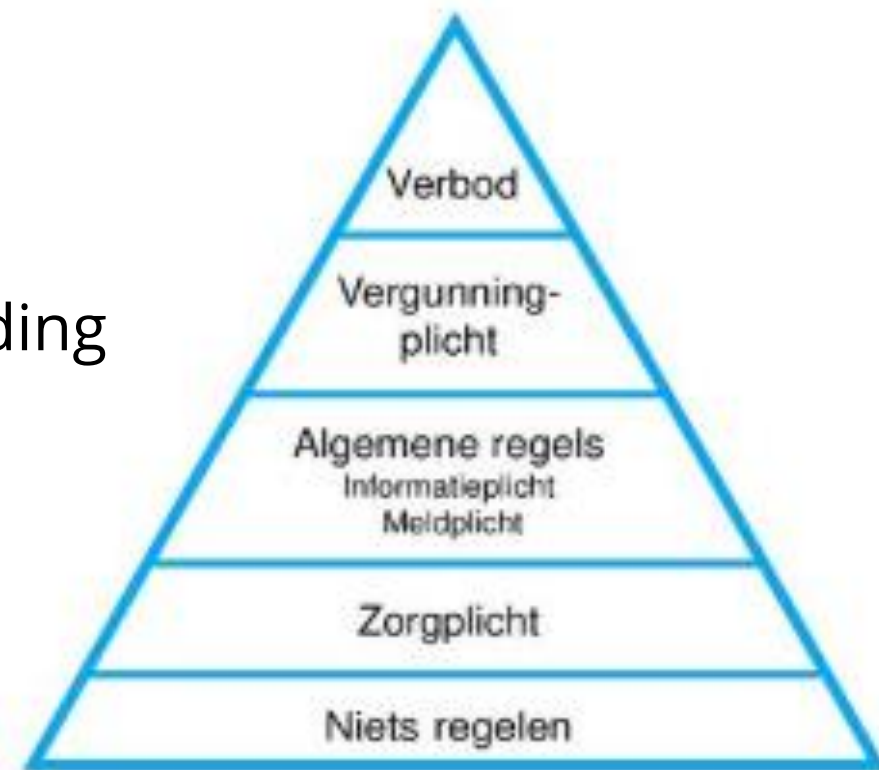 Verbod
Vergunning-
plicht
ding
Algemene regels
Informatieplicht
Meldplicht
Zorgplicht
Niets regelen